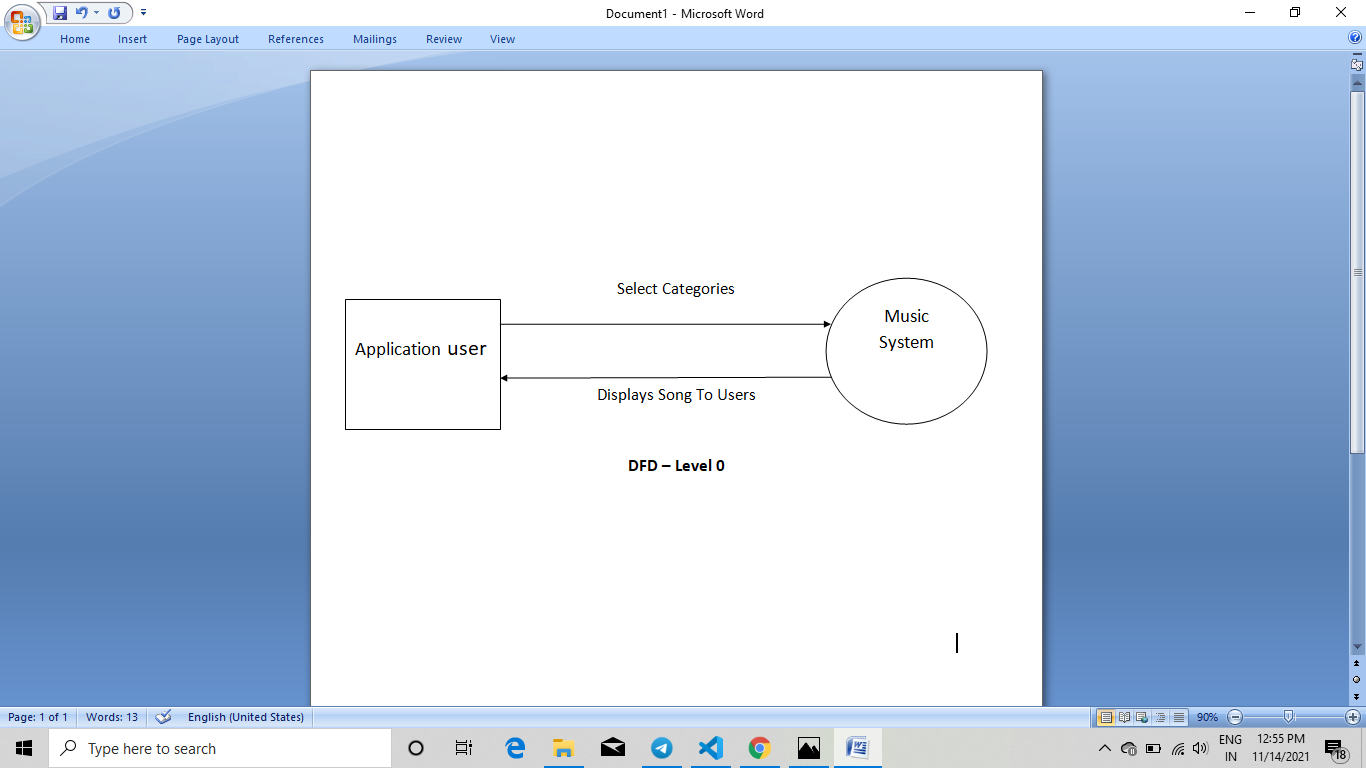 Document1 - Microsoft Word
Home Insert Page Layout References Mailings Review View
Select Categories
Music
System
Application user
Displays Song To Users
DFD – Level 0
Page: 1 of 1 Words: 13 English (United States) 90%
Type here to search
ENG
IN
12:55 PM
11/14/2021
18